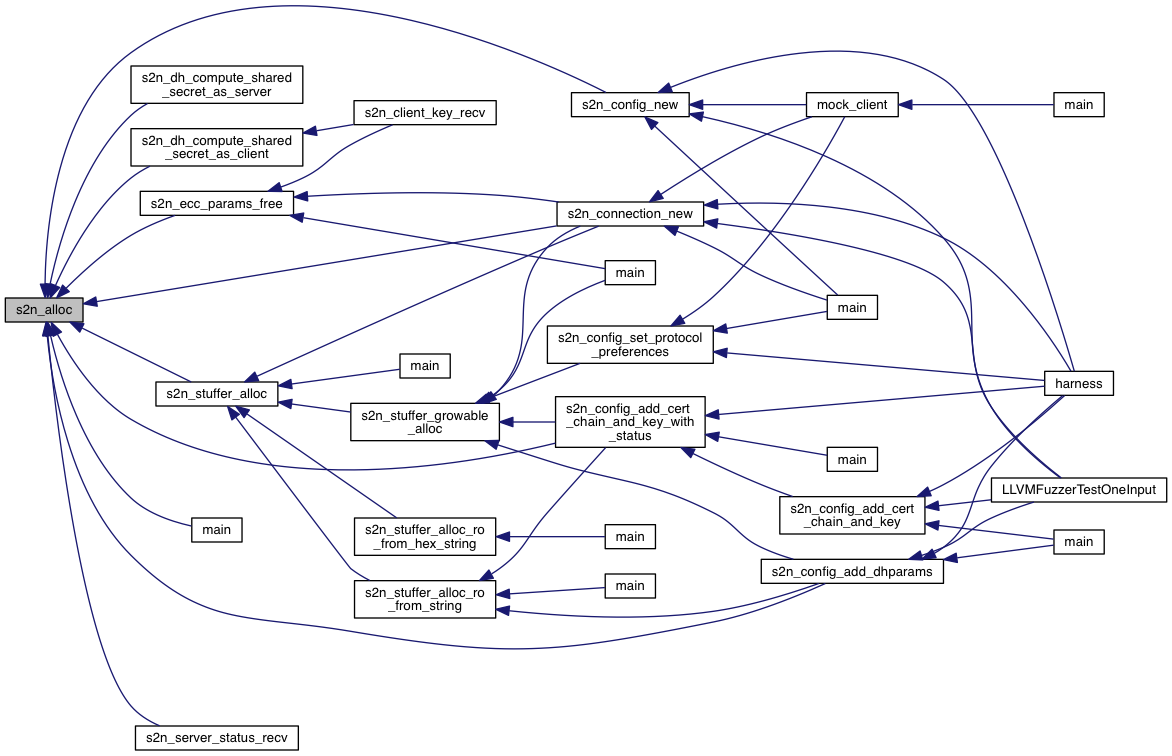 s2n_alloc
s2n_dh_compute_shared
_secret_as_server
s2n_dh_compute_shared
_secret_as_client
s2n_ecc_params_free
s2n_client_key_recv
s2n_config_new
mock_client
main
s2n_connection_new
main
main
s2n_config_set_protocol
_preferences
harness
s2n_stuffer_alloc
main
s2n_stuffer_growable
_alloc
s2n_config_add_cert
_chain_and_key_with
_status
main
LLVMFuzzerTestOneInput
s2n_config_add_cert
_chain_and_key
main
main
s2n_stuffer_alloc_ro
_from_hex_string
main
s2n_config_add_dhparams
s2n_stuffer_alloc_ro
_from_string
main
s2n_server_status_recv